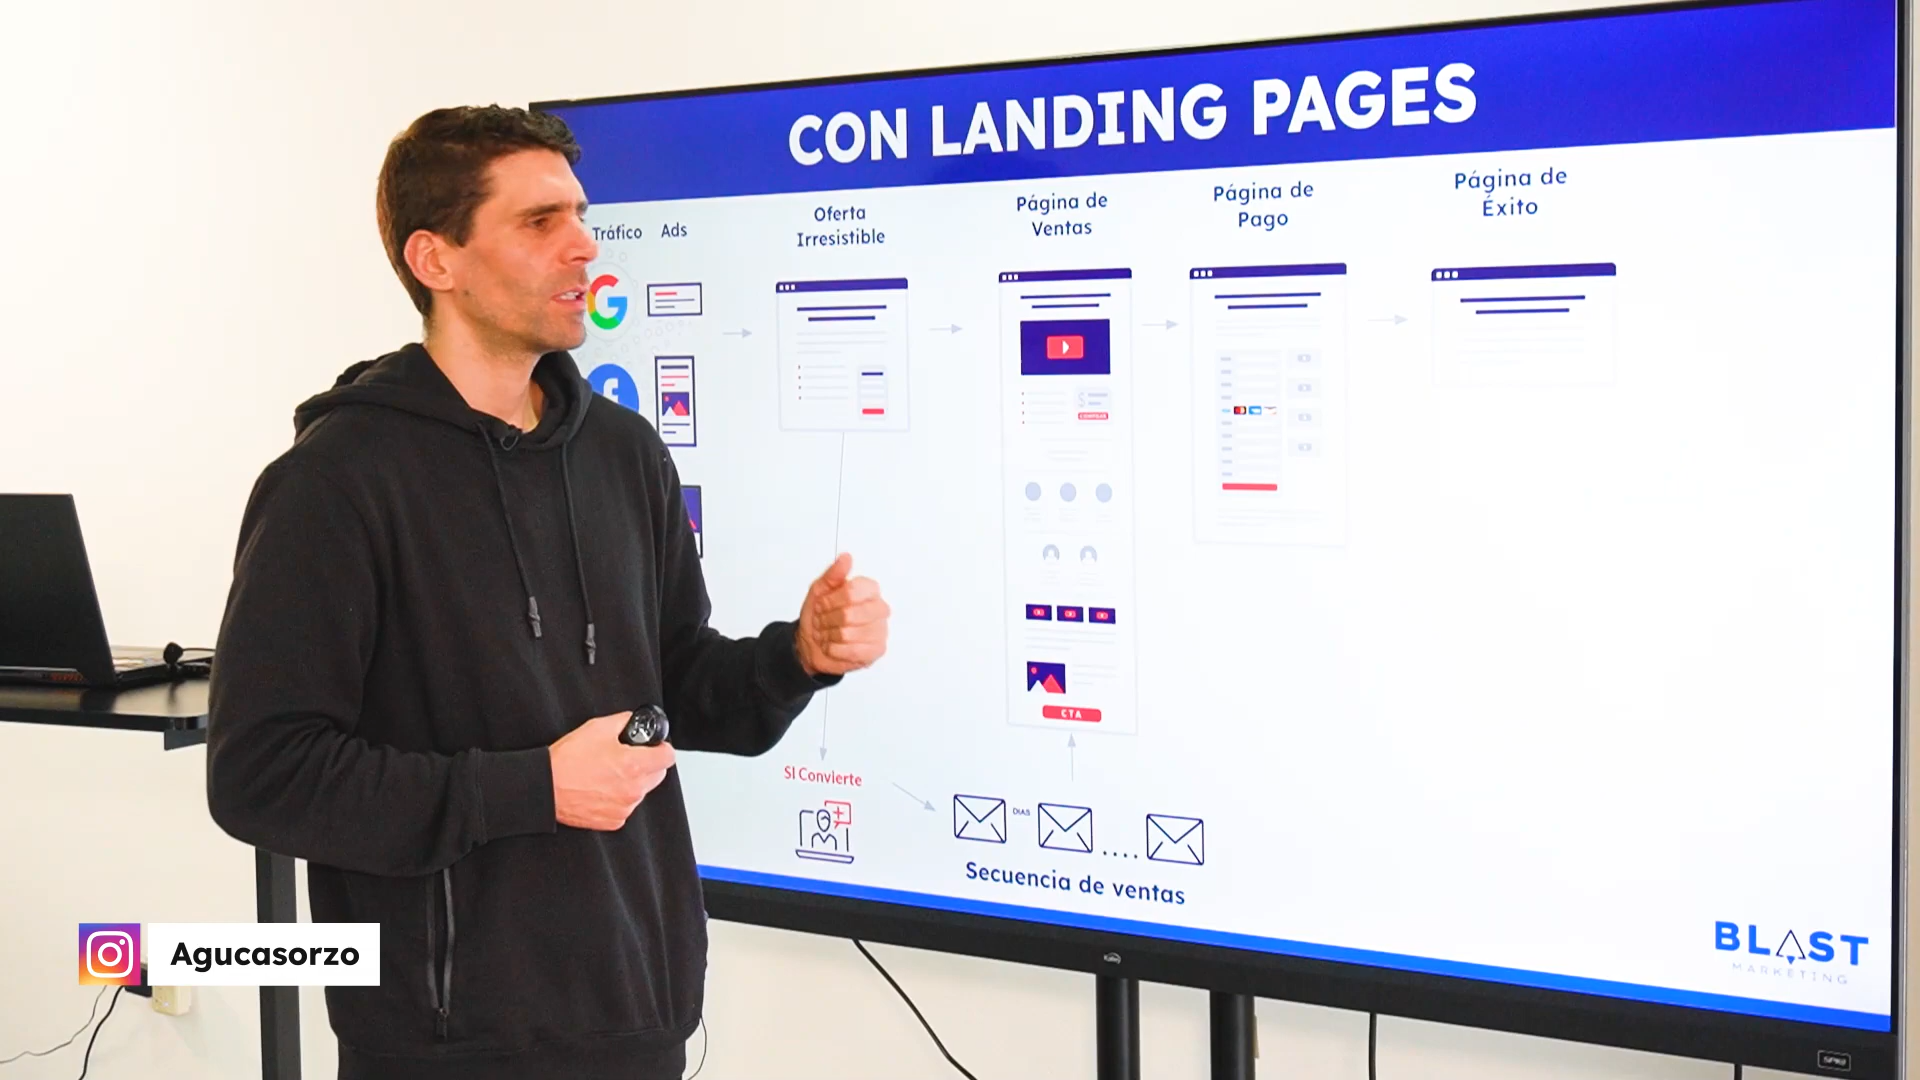 CON LANDING PAGES
Tráfico
Ads
Oferta
Irresistible
Página de
Ventas
Página de
Pago
Página de
Éxito
CTA
SI Convierte
DIAS
....
Secuencia de ventas
Agucasorzo
BLAST
MARKETING